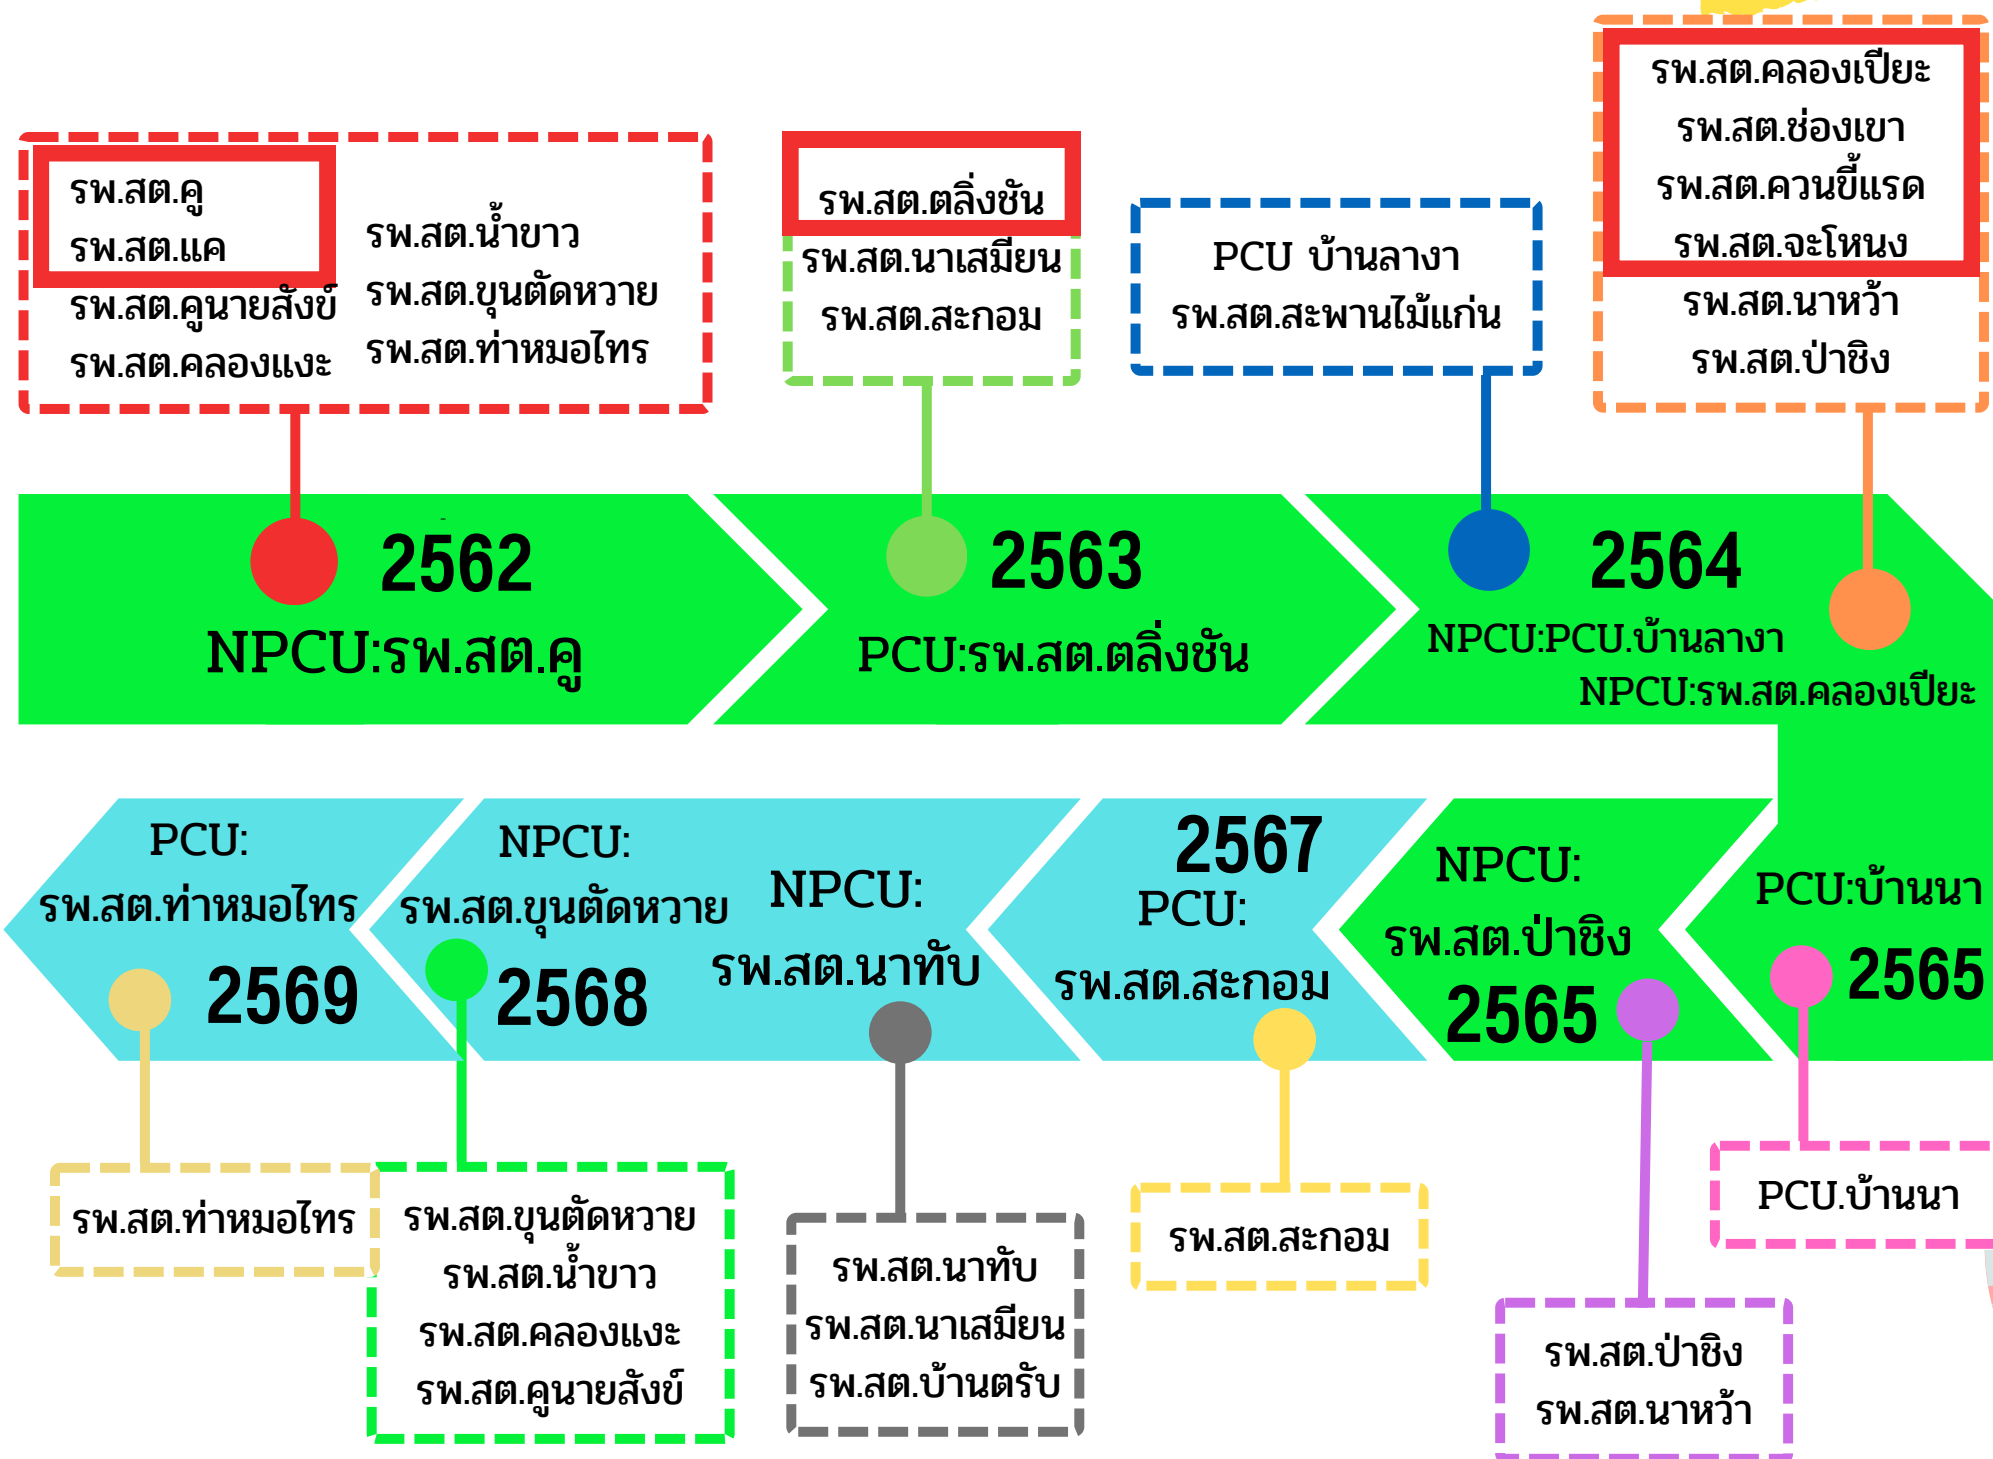 รพ.สต.คู
รพ.สต.แค
รพ.สต.คูนายสังข์
รพ.สต.คลองแงะ
รพ.สต.น้ำขาว
รพ.สต.ขุนตัดหวาย
รพ.สต.ท่าหมอไทร
รพ.สต.ตลิ่งชัน
รพ.สต.นาเสมียน
รพ.สต.สะกอม
PCU บ้านลางา
รพ.สต.สะพานไม้แก่น
รพ.สต.คลองเปียะ
รพ.สต.ช่องเขา
รพ.สต.ควนขี้แรด
รพ.สต.จะโหนง
รพ.สต.นาหว้า
รพ.สต.ป่าชิง
2562
NPCU:รพ.สต.คู
2563
PCU:รพ.สต.ตลิ่งชัน
2564
NPCU:PCU.บ้านลางา
NPCU:รพ.สต.คลองเปียะ
PCU:บ้านนา
2565
NPCU:
รพ.สต.ป่าชิง
2565
2567
PCU:
รพ.สต.สะกอม
NPCU:
รพ.สต.นาทับ
NPCU:
รพ.สต.ขุนตัดหวาย
2568
PCU:
รพ.สต.ท่าหมอไทร
2569
รพ.สต.ท่าหมอไทร
รพ.สต.ขุนตัดหวาย
รพ.สต.น้ำขาว
รพ.สต.คลองแงะ
รพ.สต.คูนายสังข์
รพ.สต.นาทับ
รพ.สต.นาเสมียน
รพ.สต.บ้านตรับ
รพ.สต.สะกอม
รพ.สต.ป่าชิง
รพ.สต.นาหว้า
PCU.บ้านนา